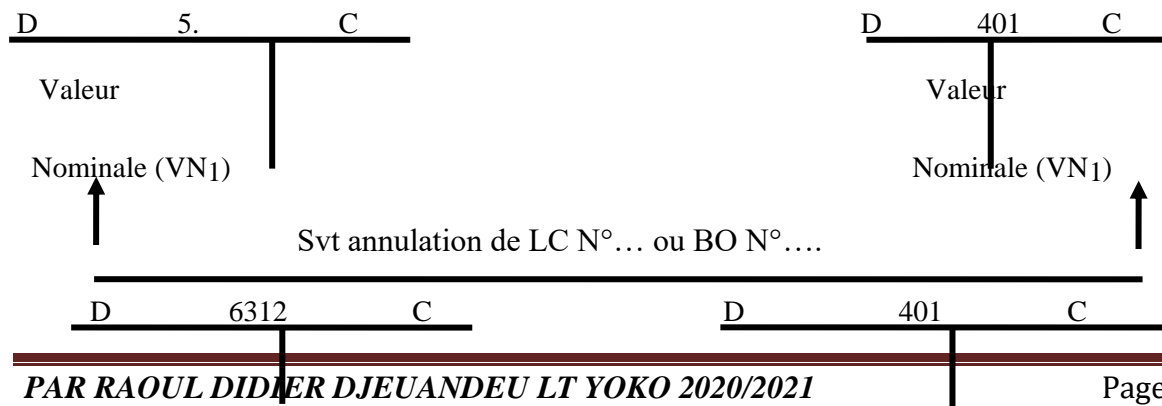 D 5. C D 401 C
Valeur Valeur
Nominale (VN1) Nominale (VN1)
Svt annulation de LC N°… ou BO N°….
D 6312 C D 401 C
PAR RAOUL DIDIER DJEUANDEU LT YOKO 2020/2021 Page